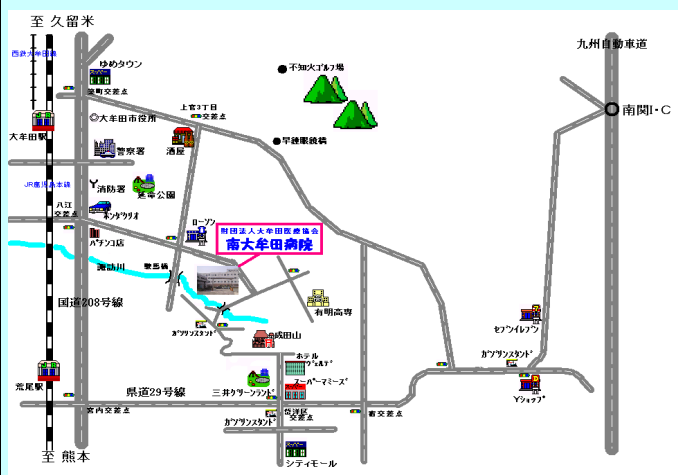 至 久留米
西鉄大牟田線
ゆめタウン
栄町交差点
大牟田駅
◎大牟田市役所
上官3丁目
交差点
酒屋
警察署
JR鹿児島本線
消防署
延命公園
八江
交差点
ホンダクリオ
パチンコ店
ローソン
財団法人大牟田医療協会
南大牟田病院
諏訪川
駛馬橋
国道208号線
ガソリンスタンド
有明高専
成田山
荒尾駅
県道29号線
宮内交差点
至 熊本
ホテル
ヴェルデ
スーパーマミーズ
三井グリーンランド
ガソリンスタンド
岱洋区
交差点
シティモール
●不知火ゴルフ場
●早鐘眼鏡橋
九州自動車道
南関I・C
セブンイレブン
ガソリンスタンド
Yショップ